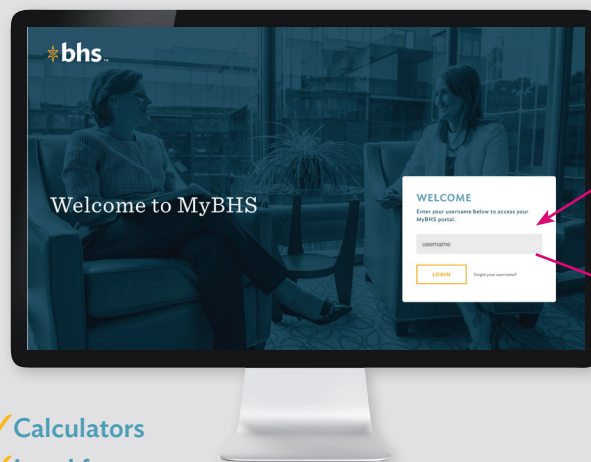 bhs™
Welcome to MyBHS
WELCOME
Enter your username below to access your
MyBHS portal.
username
LOGIN
Forgot your username?
✓Calculators